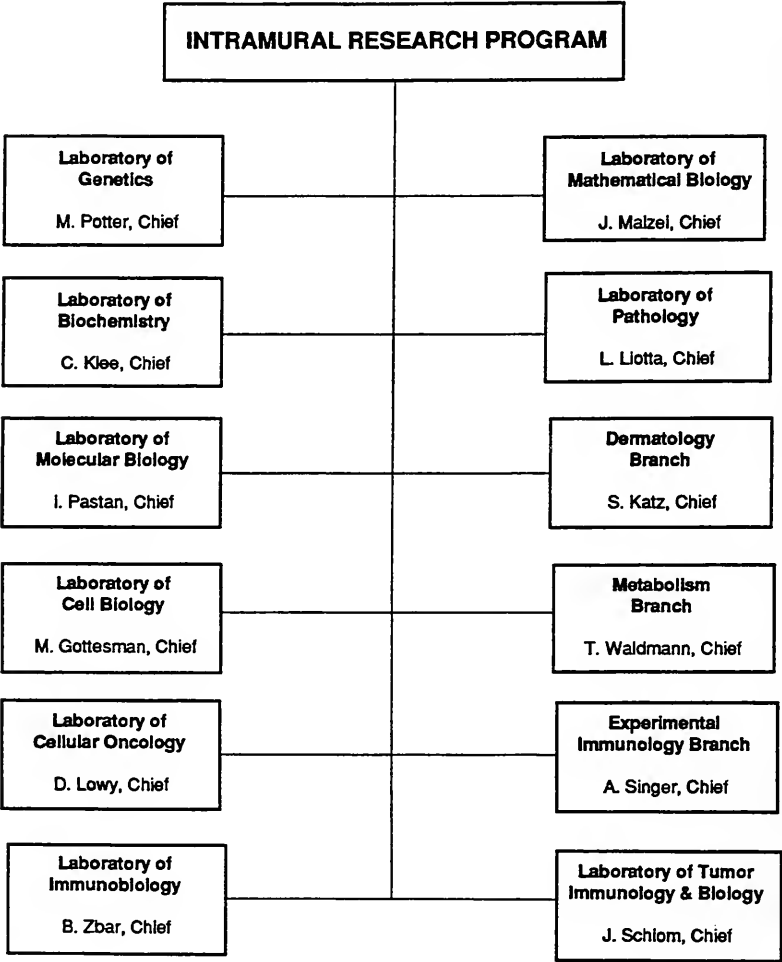 INTRAMURAL RESEARCH PROGRAM
Laboratory of
Genetics
M. Potter, Chief
Laboratory of
Mathematical Biology
J. Maizel, Chief
Laboratory of
Biochemistry
C. Klee, Chief
Laboratory of
Pathology
L. Liotta, Chief
Laboratory of
Molecular Biology
I. Pastan, Chief
Dermatology
Branch
S. Katz, Chief
Laboratory of
Cell Biology
M. Gottesman, Chief
Metabolism
Branch
T. Waldmann, Chief
Laboratory of
Cellular Oncology
D. Lowy, Chief
Experimental
Immunology Branch
A. Singer, Chief
Laboratory of
Immunobiology
B. Zbar, Chief
Laboratory of Tumor
Immunology & Biology
J. Schlom, Chief